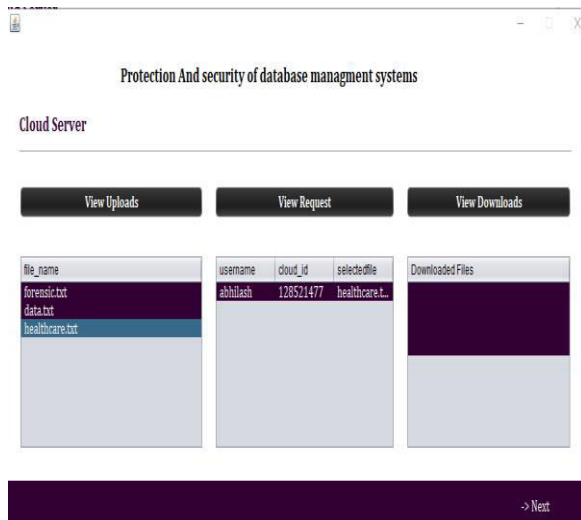 Protection And security of database managment systems
Cloud Server
View Uploads View Request View Downloads
file_name username cloud_id selectedfile Downloaded Files
forensic.txt abhilash 128521477 healthcare.t...
data.txt
healthcare.txt
-> Next